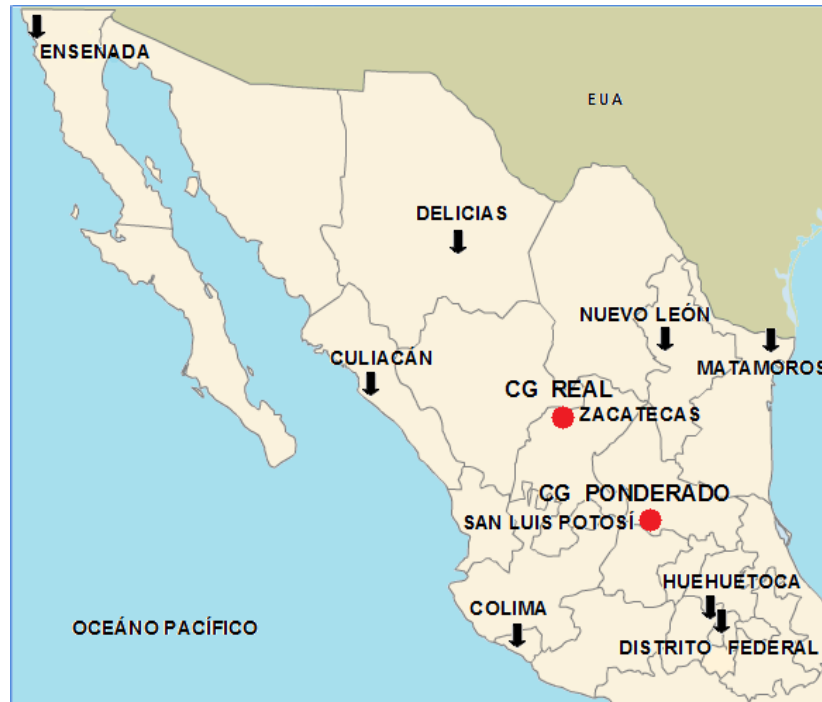 ENSENADA
EUA
DELICIAS
NUEVO LEÓN
CULIACÁN
MATAMOROS
CG REAL
ZACATECAS
CG PONDERADO
SAN LUIS POTOSÍ
HUEHUETOCA
COLIMA
OCEÁNO PACÍFICO
DISTRITO FEDERAL